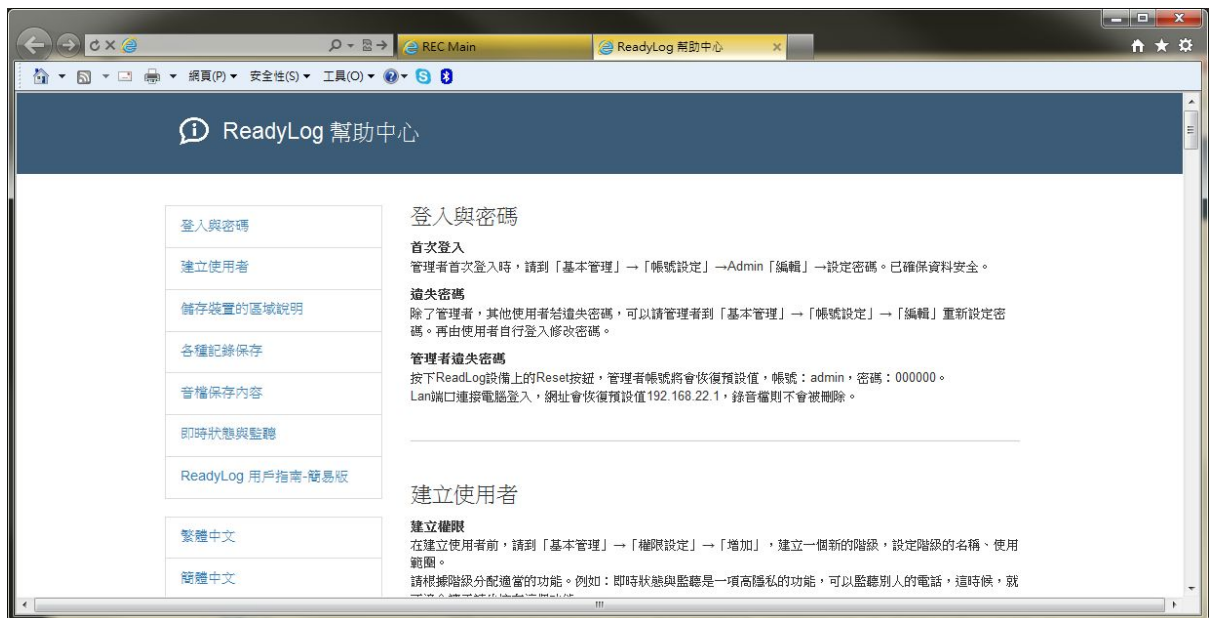 REC Main
ReadyLog 幫助中心
網頁(P)
安全性(S)
工具(O)
ReadyLog 幫助中心
登入與密碼
建立使用者
儲存裝置的區域說明
各種記錄保存
音檔保存內容
即時狀態與監聽
ReadyLog 用戶指南-簡易版
繁體中文
簡體中文
登入與密碼
首次登入
管理者首次登入時，請到「基本管理」→「帳號設定」→Admin「編輯」→設定密碼。已確保資料安全。
遺失密碼
除了管理者，其他使用者若遺失密碼，可以請管理者到「基本管理」→「帳號設定」→「編輯」重新設定密
碼。再由使用者自行登入修改密碼。
管理者遺失密碼
按下ReadLog設備上的Reset按鈕，管理者帳號將會恢復預設值，帳號：admin，密碼：000000。
Lan端口連接電腦登入，網址會恢復預設值192.168.22.1，錄音檔則不會被刪除。
建立使用者
建立權限
在建立使用者前，請到「基本管理」→「權限設定」→「增加」，建立一個新的階級，設定階級的名稱、使用
範圍。
請根據階級分配適當的功能。例如：即時狀態與監聽是一項高隱私的功能，可以監聽別人的電話，這時候，就